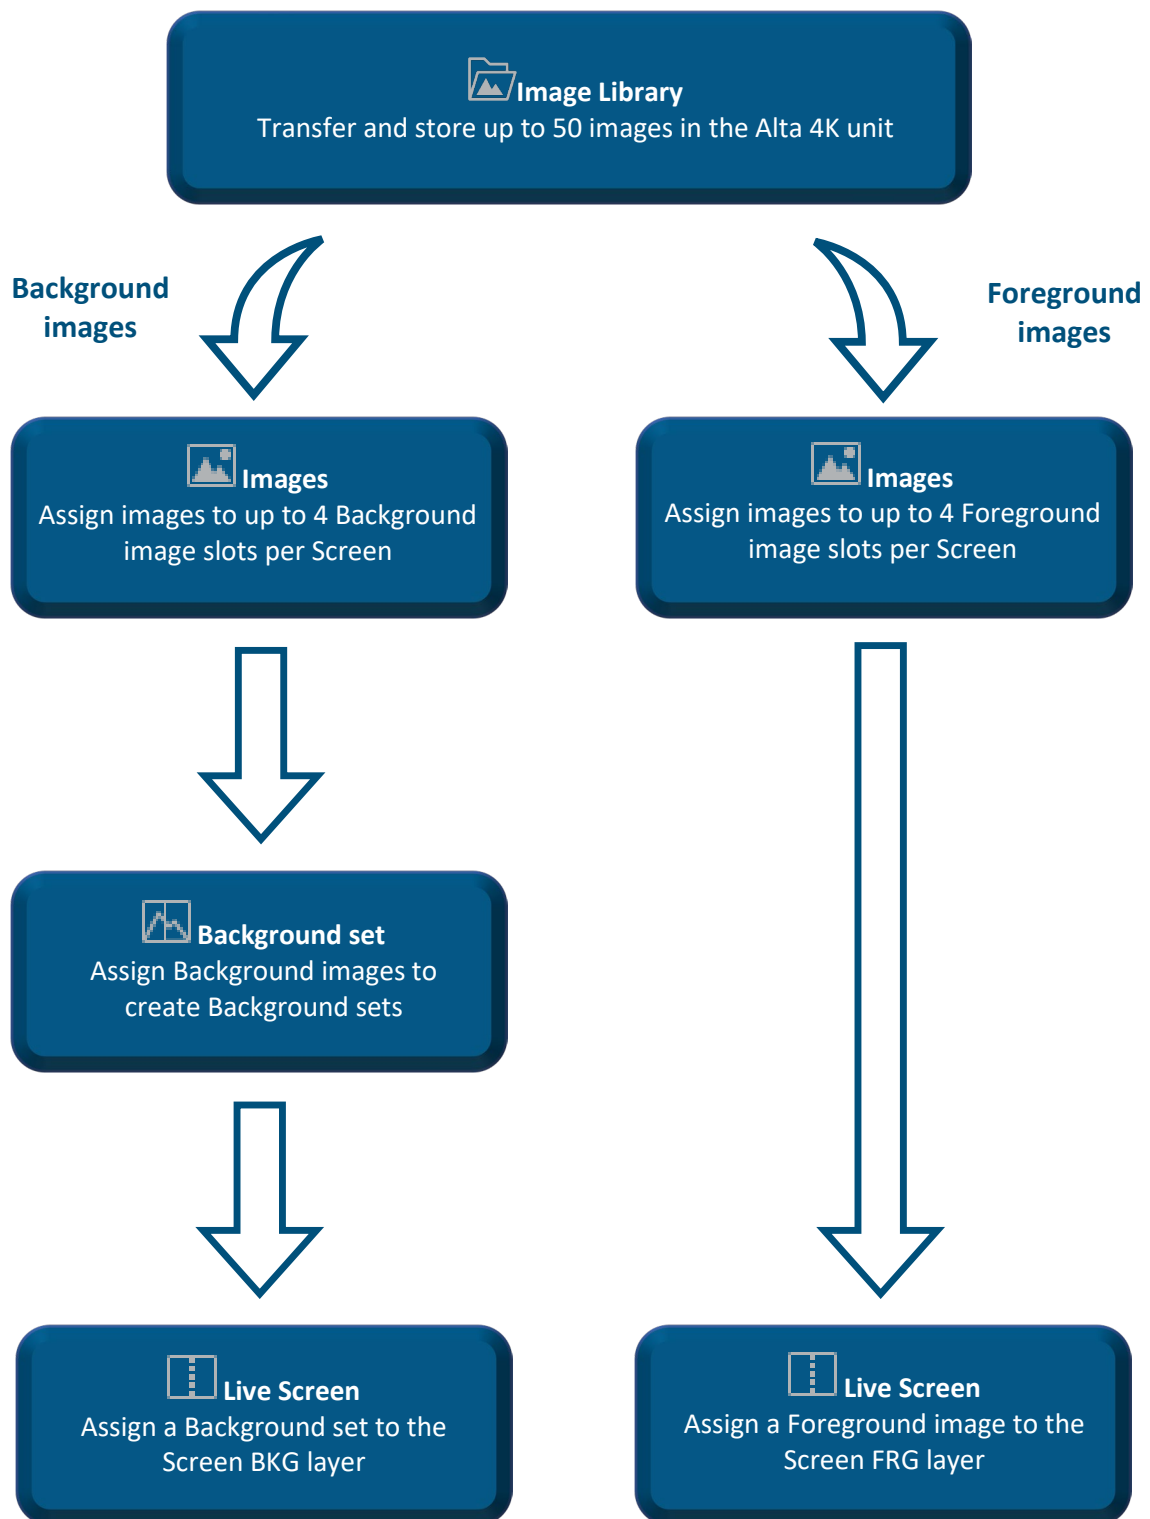 Image Library
Transfer and store up to 50 images in the Alta 4K unit
Background
images
Foreground
images
Images
Assign images to up to 4 Background
image slots per Screen
Images
Assign images to up to 4 Foreground
image slots per Screen
Background set
Assign Background images to
create Background sets
Live Screen
Assign a Background set to the
Screen BKG layer
Live Screen
Assign a Foreground image to the
Screen FRG layer